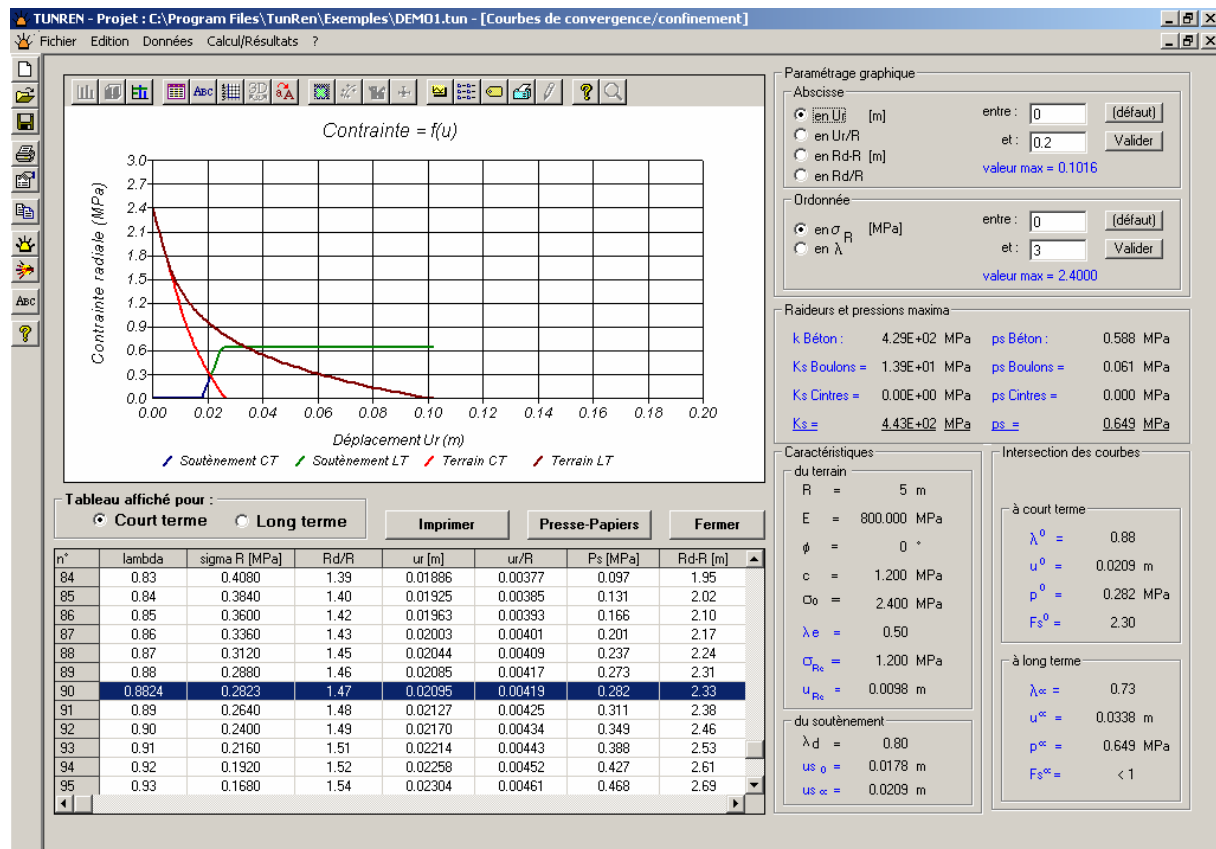 TUNREN - Projet : C:\Program Files\TunRen\Exemples\DEMO1.tun - [Courbes de convergence/confinement]
Fichier Edition Données Calcul/Résultats ?
ABC 3D
Contrainte = f(u)
Contrainte radiale (MPa)
3.0
2.7
2.4
2.1
1.8
1.5
1.2
0.9
0.6
0.3
0.0
0.00 0.02 0.04 0.06 0.08 0.10 0.12 0.14 0.16 0.18 0.20
Déplacement Ur (m)
Soutènement CT Soutènement LT Terrain CT Terrain LT
ABC
Tableau affiché pour :
Court terme Long terme
Imprimer Presse-Papiers Fermer
n° lambda sigma R [MPa] Rd/R ur [m] ur/R Ps [MPa] Rd-R [m]
84 0.83 0.4080 1.39 0.01886 0.00377 0.097 1.95
85 0.84 0.3840 1.40 0.01925 0.00385 0.131 2.02
86 0.85 0.3600 1.42 0.01963 0.00393 0.166 2.10
87 0.86 0.3360 1.43 0.02003 0.00401 0.201 2.17
88 0.87 0.3120 1.45 0.02044 0.00409 0.237 2.24
89 0.88 0.2880 1.46 0.02085 0.00417 0.273 2.31
90 0.8824 0.2823 1.47 0.02095 0.00419 0.282 2.33
91 0.89 0.2640 1.48 0.02127 0.00425 0.311 2.38
92 0.90 0.2400 1.49 0.02170 0.00434 0.349 2.46
93 0.91 0.2160 1.51 0.02214 0.00443 0.388 2.53
94 0.92 0.1920 1.52 0.02258 0.00452 0.427 2.61
95 0.93 0.1680 1.54 0.02304 0.00461 0.468 2.69
Paramétrage graphique
Abscisse
en Ur [m] entre : 0 (défaut)
en Ur/R et : 0.2 Valider
en Rd-R [m] valeur max = 0.1016
en Rd/R
Ordonnée
en σ R [MPa] entre : 0 (défaut)
en λ et : 3 Valider
valeur max = 2.4000
Raideurs et pressions maxima
k Béton : 4.29E+02 MPa ps Béton : 0.588 MPa
Ks Boulons = 1.39E+01 MPa ps Boulons = 0.061 MPa
Ks Cintres = 0.00E+00 MPa ps Cintres = 0.000 MPa
Ks = 4.43E+02 MPa ps = 0.649 MPa
Caractéristiques
du terrain
R = 5 m
E = 800.000 MPa
ϕ = 0 °
c = 1.200 MPa
σ0 = 2.400 MPa
λe = 0.50
σRe = 1.200 MPa
uRe = 0.0098 m
du soutènement
λd = 0.80
us 0 = 0.0178 m
us ∝ = 0.0209 m
Intersection des courbes
à court terme
λ⁰ = 0.88
u⁰ = 0.0209 m
p⁰ = 0.282 MPa
Fs⁰ = 2.30
à long terme
λ∝ = 0.73
u∝ = 0.0338 m
p∝ = 0.649 MPa
Fs∝ = < 1